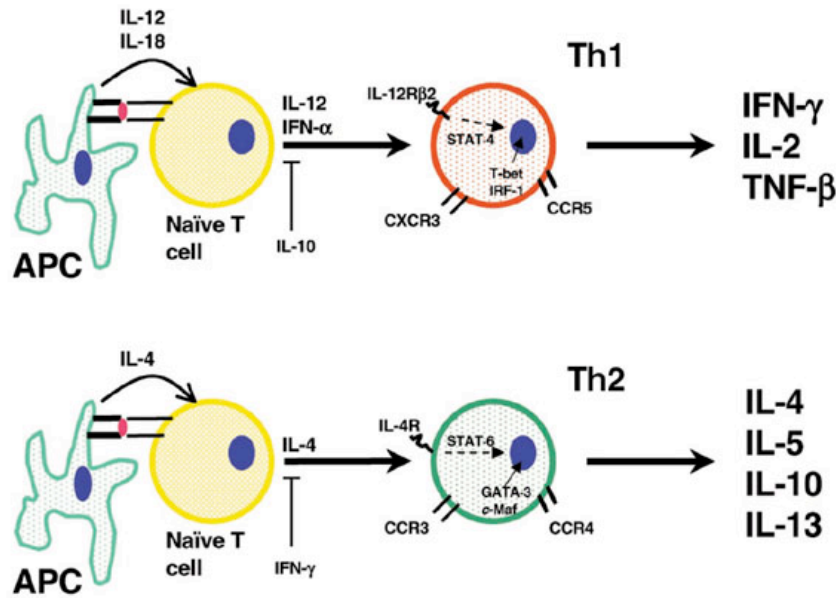 IL-12
IL-18
APC
Naïve T
cell
IL-12
IFN-α
IL-10
IL-12Rβ2
STAT-4
T-bet
IRF-1
CXCR3
CCR5
Th1
IFN-γ
IL-2
TNF-β
IL-4
APC
Naïve T
cell
IL-4
IFN-γ
IL-4R
STAT-6
GATA-3
c-Maf
CCR3
CCR4
Th2
IL-4
IL-5
IL-10
IL-13